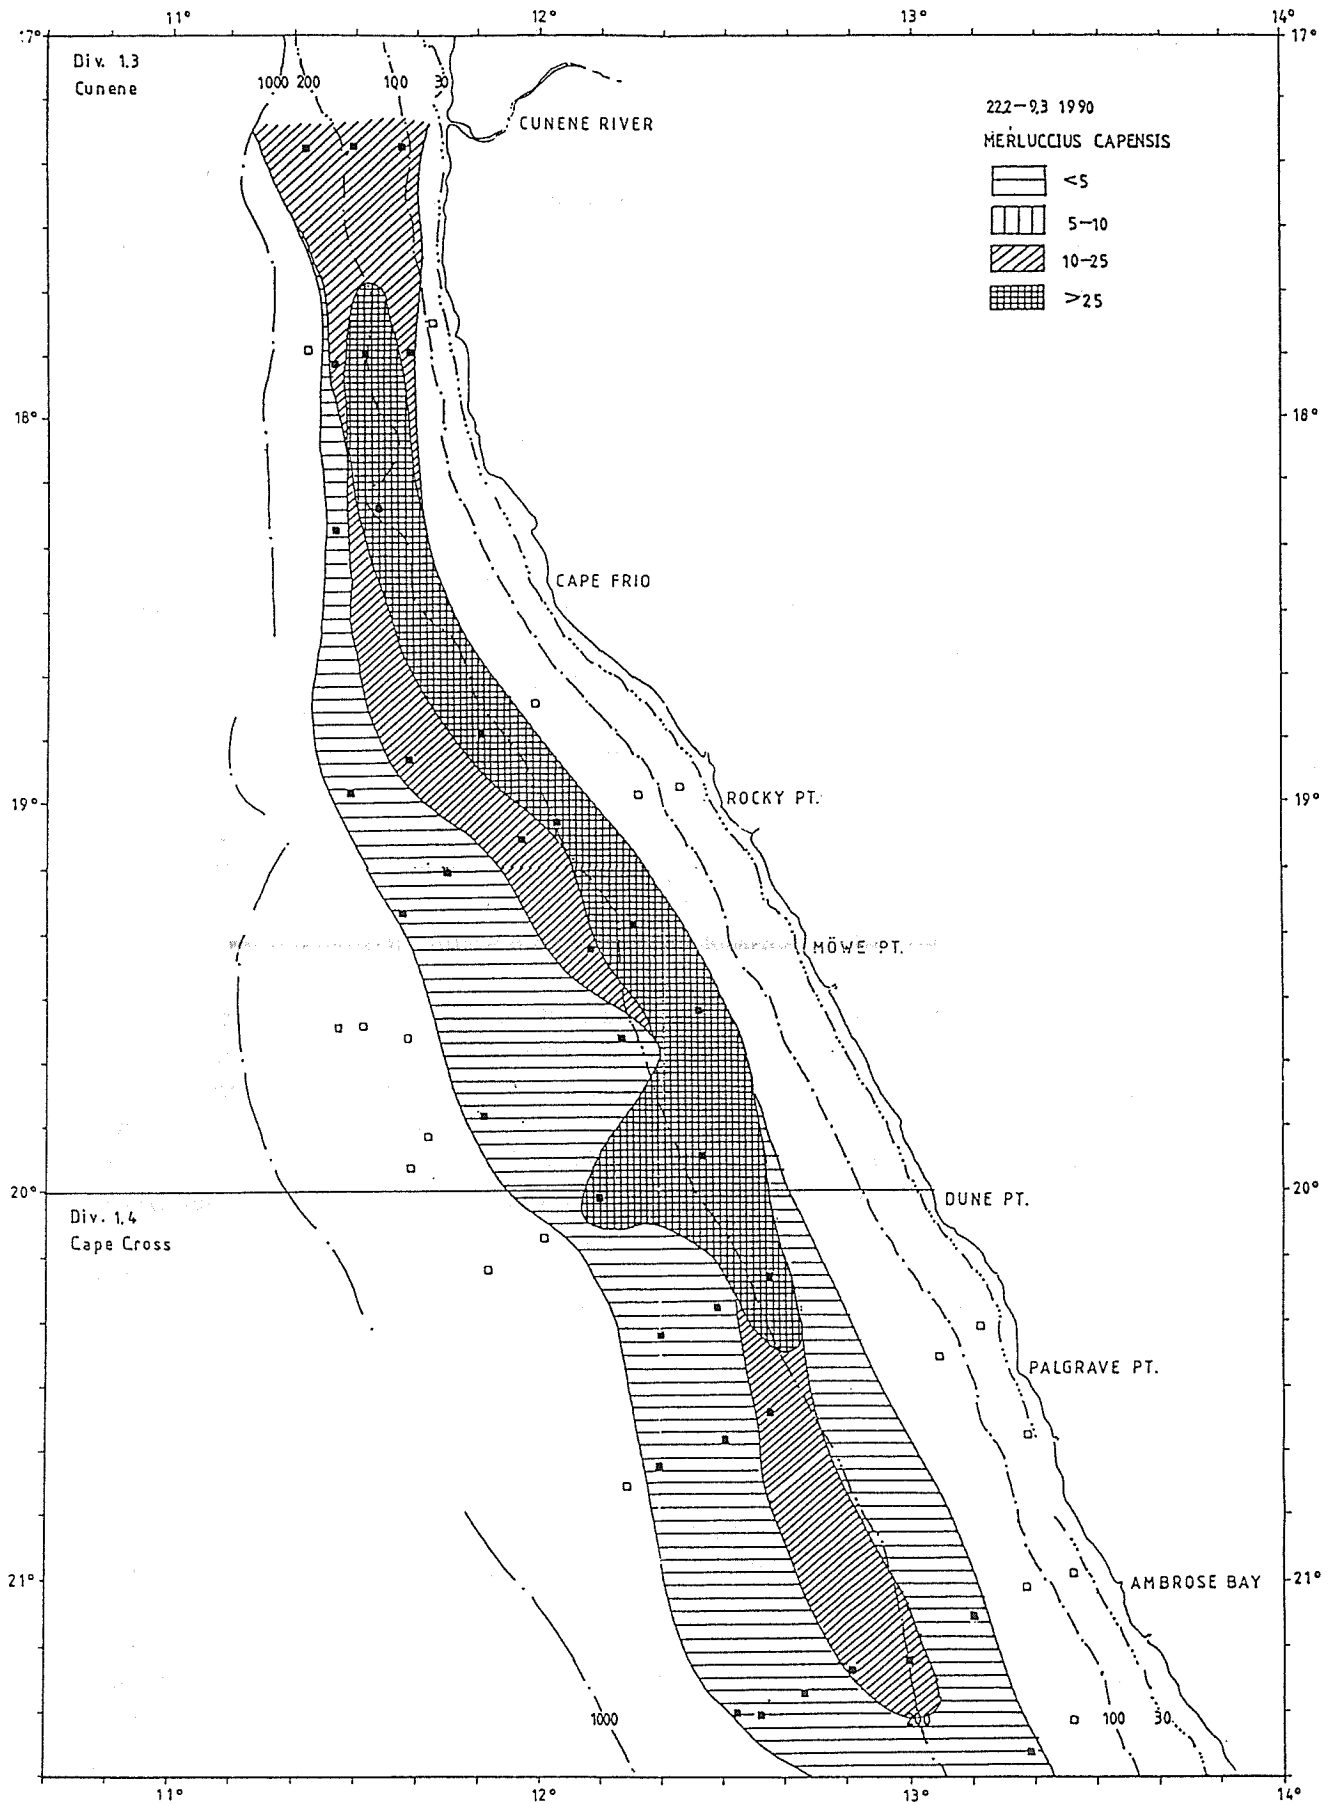 11° 12° 13° 14°
17° 17°
Div. 1.3
Cunene
1000 200 100 30
CUNENE RIVER
22.2-9.3 1990
MERLUCCIUS CAPENSIS
<5
5-10
10-25
>25
18° 18°
CAPE FRIO
19° 19°
ROCKY PT.
MÖWE PT.
20° 20°
DUNE PT.
Div. 1.4
Cape Cross
PALGRAVE PT.
21° 21°
AMBROSE BAY
1000 200 100 30
11° 12° 13° 14°